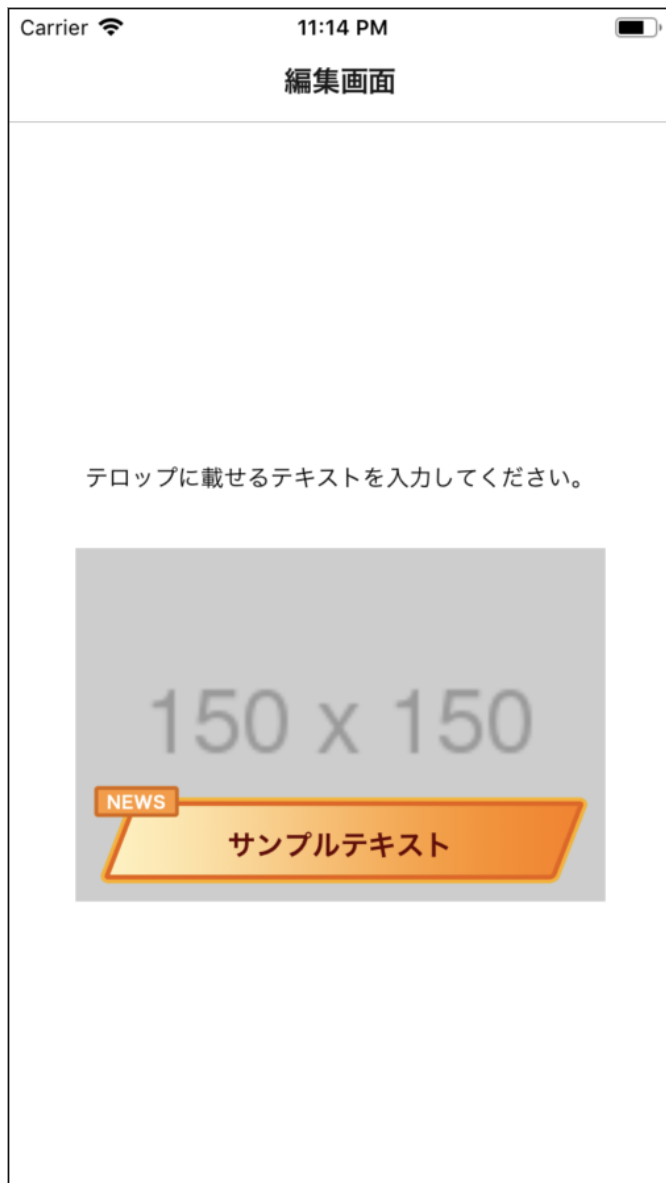 Carrier 11:14 PM
編集画面
テロップに載せるテキストを入力してください。
150 x 150
NEWS
サンプルテキスト